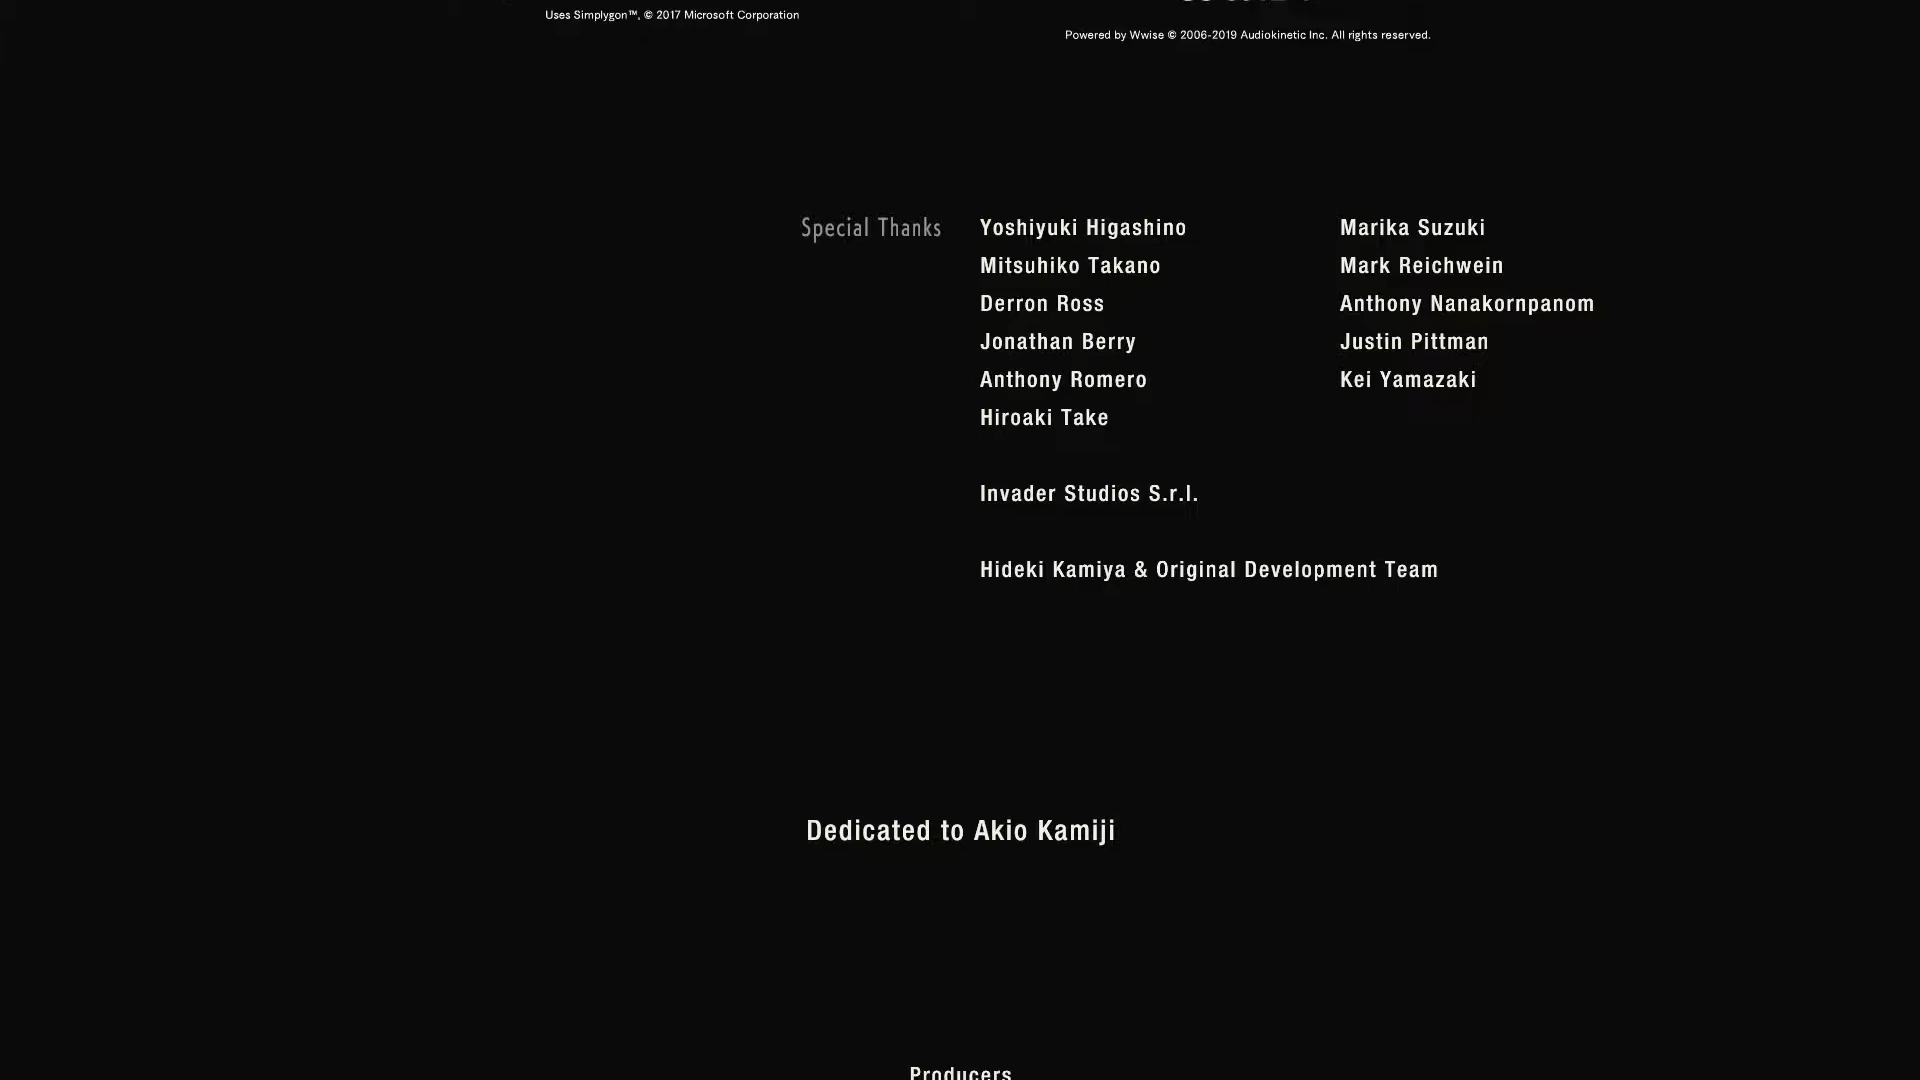 Uses Simplygon™, © 2017 Microsoft Corporation
Powered by Wwise © 2006-2019 Audiokinetic Inc. All rights reserved.
Special Thanks
Yoshiyuki Higashino
Marika Suzuki
Mitsuhiko Takano
Mark Reichwein
Derron Ross
Anthony Nanakornpanom
Jonathan Berry
Justin Pittman
Anthony Romero
Kei Yamazaki
Hiroaki Take
Invader Studios S.r.l.
Hideki Kamiya & Original Development Team
Dedicated to Akio Kamiji
Producers